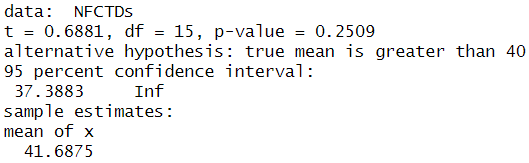 data:  NFCTDs
t = 0.6881, df = 15, p-value = 0.2509
alternative hypothesis: true mean is greater than 40
95 percent confidence interval:
 37.3883     Inf
sample estimates:
mean of x
  41.6875